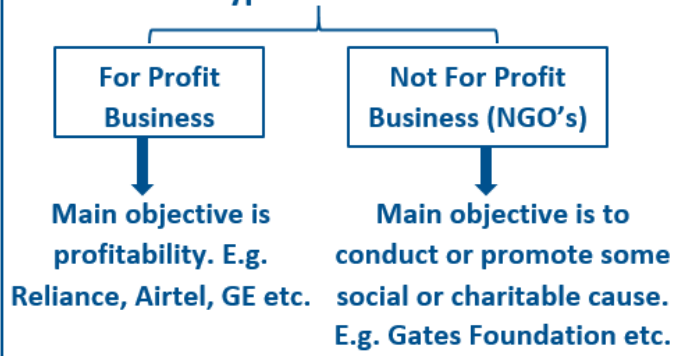 For Profit
Business
Not For Profit
Business (NGO’s)
Main objective is
profitability. E.g.
Reliance, Airtel, GE etc.
Main objective is to
conduct or promote some
social or charitable cause.
E.g. Gates Foundation etc.